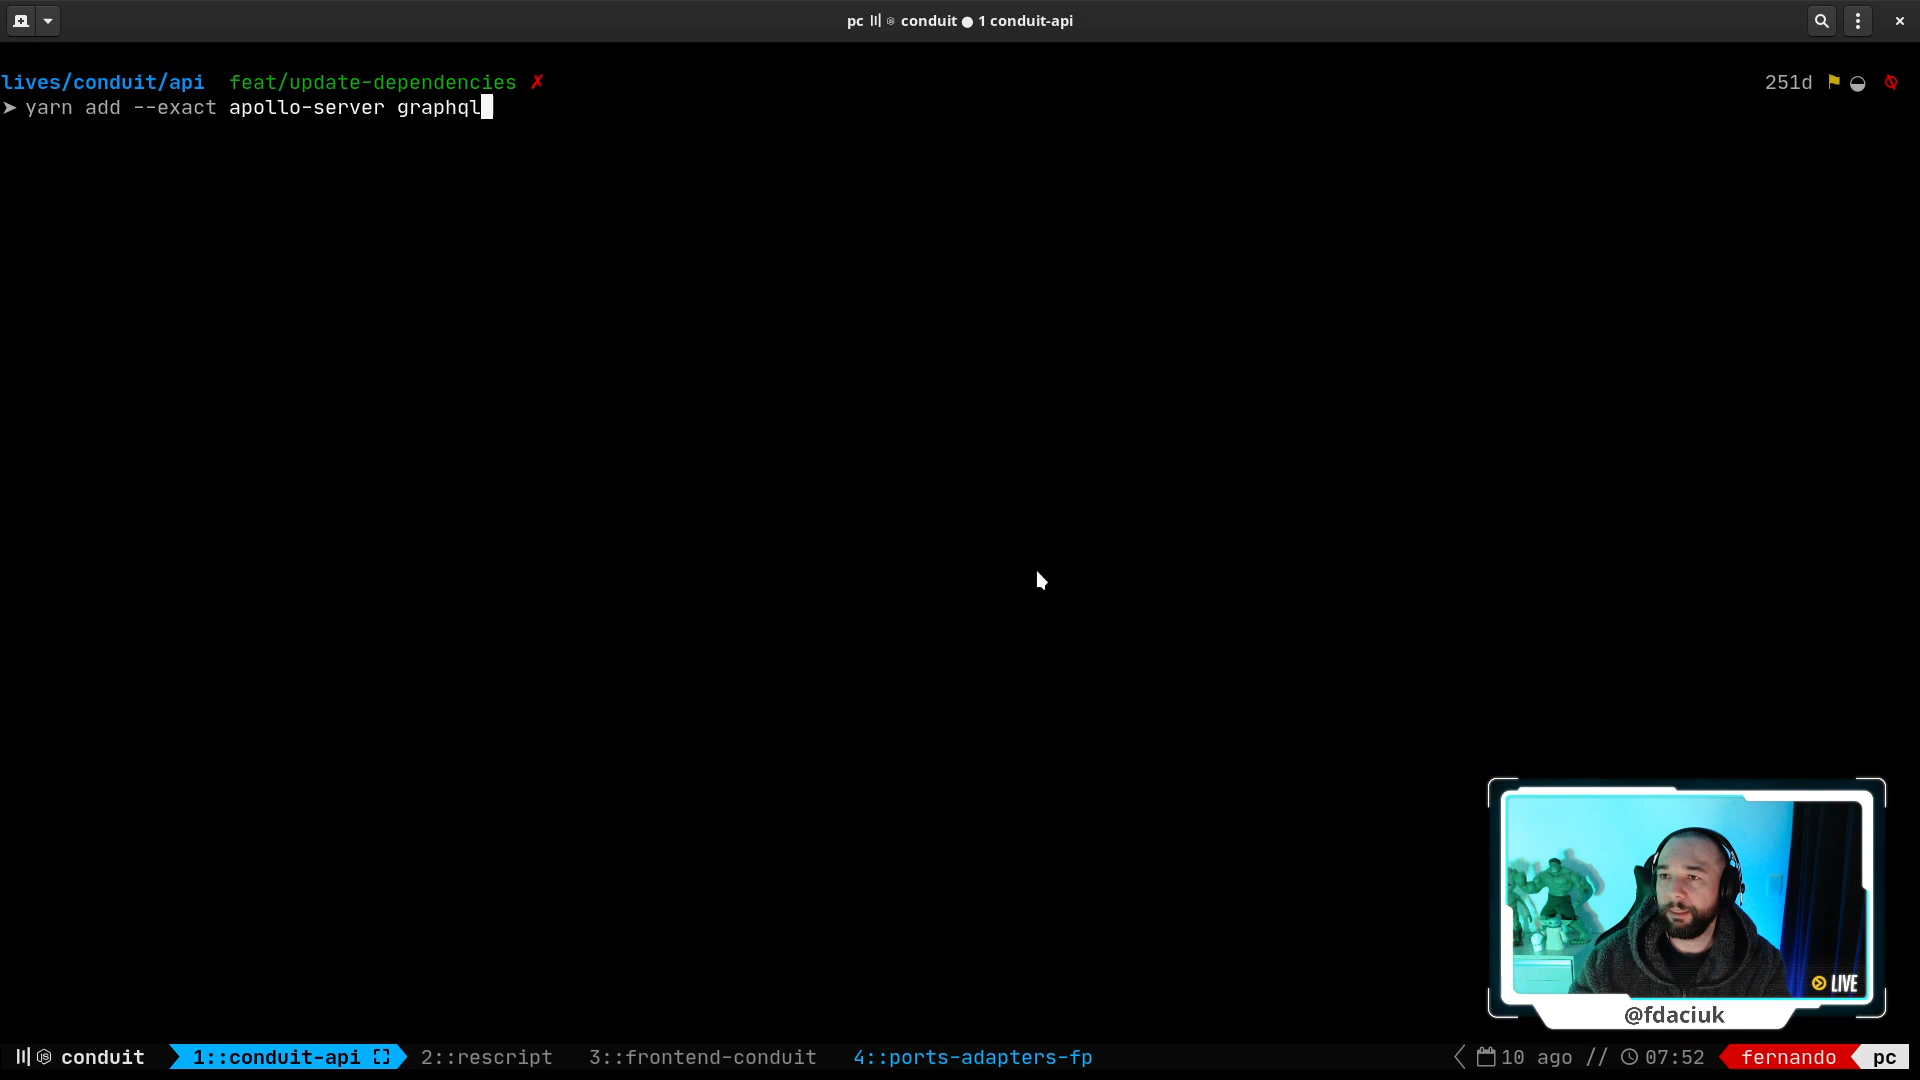 pc conduit ● 1 conduit-api
lives/conduit/api feat/update-dependencies ✗ 251d
➤ yarn add --exact apollo-server graphql
LIVE
@fdaciuk
conduit 1::conduit-api 2::rescript 3::frontend-conduit 4::ports-adapters-fp 10 ago // 07:52 fernando pc